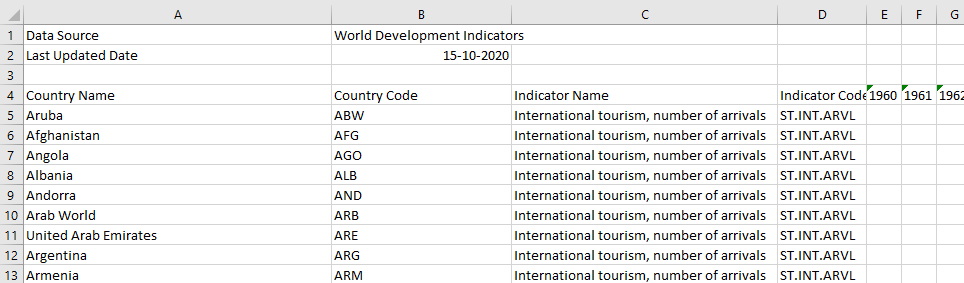 A B C D E F G
1 Data Source World Development Indicators
2 Last Updated Date 15-10-2020
3
4 Country Name Country Code Indicator Name Indicator Code 1960 1961 1962
5 Aruba ABW International tourism, number of arrivals ST.INT.ARVL
6 Afghanistan AFG International tourism, number of arrivals ST.INT.ARVL
7 Angola AGO International tourism, number of arrivals ST.INT.ARVL
8 Albania ALB International tourism, number of arrivals ST.INT.ARVL
9 Andorra AND International tourism, number of arrivals ST.INT.ARVL
10 Arab World ARB International tourism, number of arrivals ST.INT.ARVL
11 United Arab Emirates ARE International tourism, number of arrivals ST.INT.ARVL
12 Argentina ARG International tourism, number of arrivals ST.INT.ARVL
13 Armenia ARM International tourism, number of arrivals ST.INT.ARVL